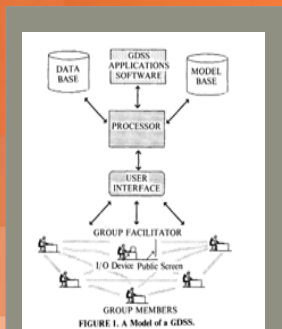 GDSS
APPLICATIONS
SOFTWARE
DATA
BASE
MODEL
BASE
PROCESSOR
USER
INTERFACE
GROUP FACILITATOR
I/O Device Public Screen
GROUP MEMBERS
FIGURE 1. A Model of a GDSS.